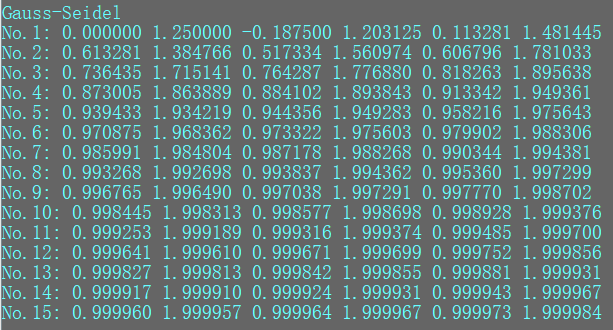 Gauss-Seidel
No.1: 0.000000 1.250000 -0.187500 1.203125 0.113281 1.481445
No.2: 0.613281 1.384766 0.517334 1.560974 0.606796 1.781033
No.3: 0.736435 1.715141 0.764287 1.776880 0.818263 1.895638
No.4: 0.873005 1.863889 0.884102 1.893843 0.913342 1.949361
No.5: 0.939433 1.934219 0.944356 1.949283 0.958216 1.975643
No.6: 0.970875 1.968362 0.973322 1.975603 0.979902 1.988306
No.7: 0.985991 1.984804 0.987178 1.988268 0.990344 1.994381
No.8: 0.993268 1.992698 0.993837 1.994362 0.995360 1.997299
No.9: 0.996765 1.996490 0.997038 1.997291 0.997770 1.998702
No.10: 0.998445 1.998313 0.998577 1.998698 0.998928 1.999376
No.11: 0.999253 1.999189 0.999316 1.999374 0.999485 1.999700
No.12: 0.999641 1.999610 0.999671 1.999699 0.999752 1.999856
No.13: 0.999827 1.999813 0.999842 1.999855 0.999881 1.999931
No.14: 0.999917 1.999910 0.999924 1.999931 0.999943 1.999967
No.15: 0.999960 1.999957 0.999964 1.999967 0.999973 1.999984